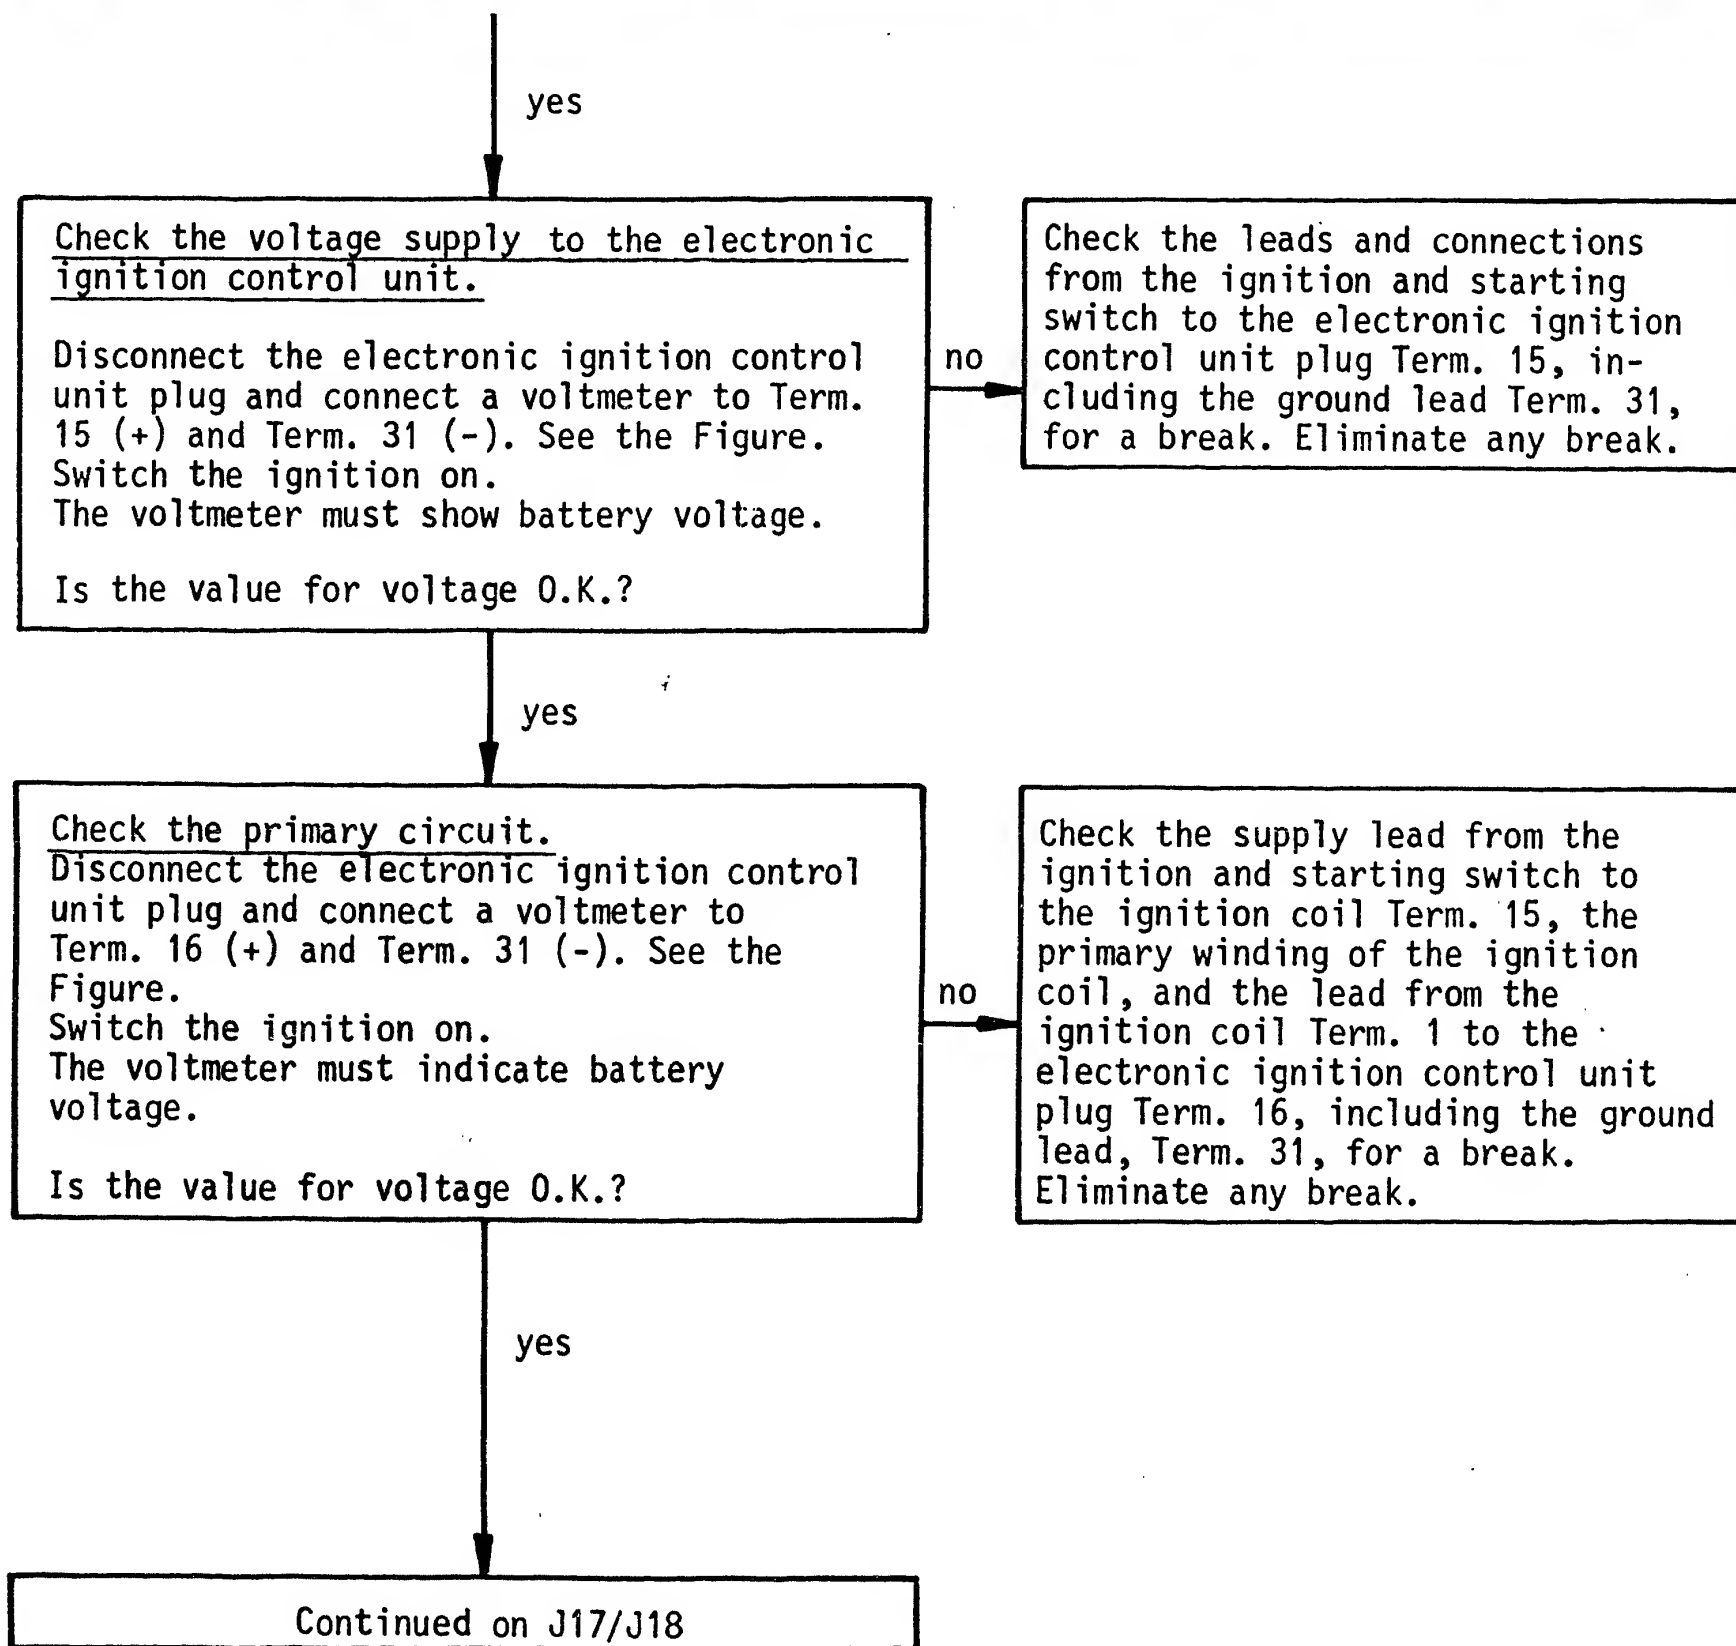 yes
Check the voltage supply to the electronic
ignition control unit.
Disconnect the electronic ignition control
unit plug and connect a voltmeter to Term.
15 (+) and Term. 31 (-). See the Figure.
Switch the ignition on.
The voltmeter must show battery voltage.
Is the value for voltage O.K.?
no
Check the leads and connections
from the ignition and starting
switch to the electronic ignition
control unit plug Term. 15, in-
cluding the ground lead Term. 31,
for a break. Eliminate any break.
yes
Check the primary circuit.
Disconnect the electronic ignition control
unit plug and connect a voltmeter to
Term. 16 (+) and Term. 31 (-). See the
Figure.
Switch the ignition on.
The voltmeter must indicate battery
voltage.
Is the value for voltage O.K.?
no
Check the supply lead from the
ignition and starting switch to
the ignition coil Term. 15, the
primary winding of the ignition
coil, and the lead from the
ignition coil Term. 1 to the
electronic ignition control unit
plug Term. 16, including the ground
lead, Term. 31, for a break.
Eliminate any break.
yes
Continued on J17/J18